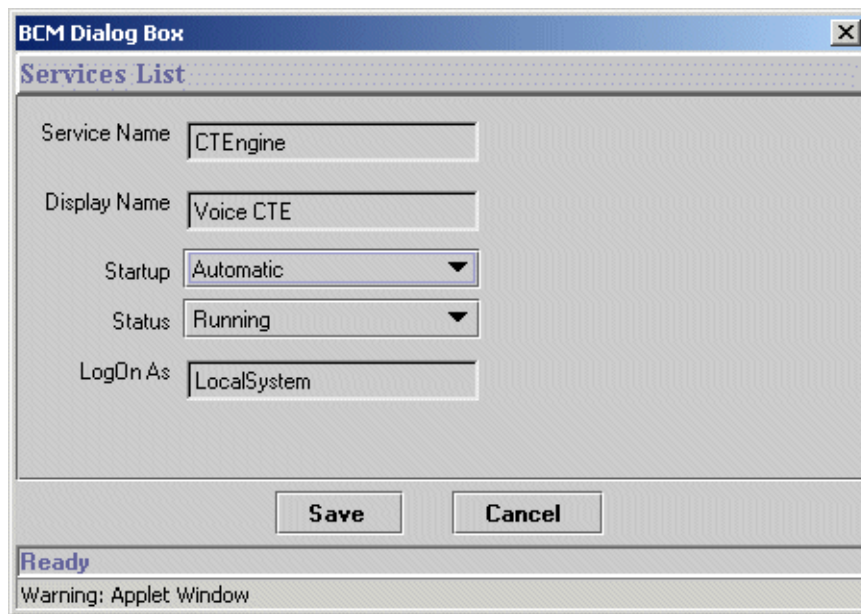 BCM Dialog Box
Services List
Service Name CTEngine
Display Name Voice CTE
Startup Automatic
Status Running
LogOn As LocalSystem
Save Cancel
Ready
Warning: Applet Window